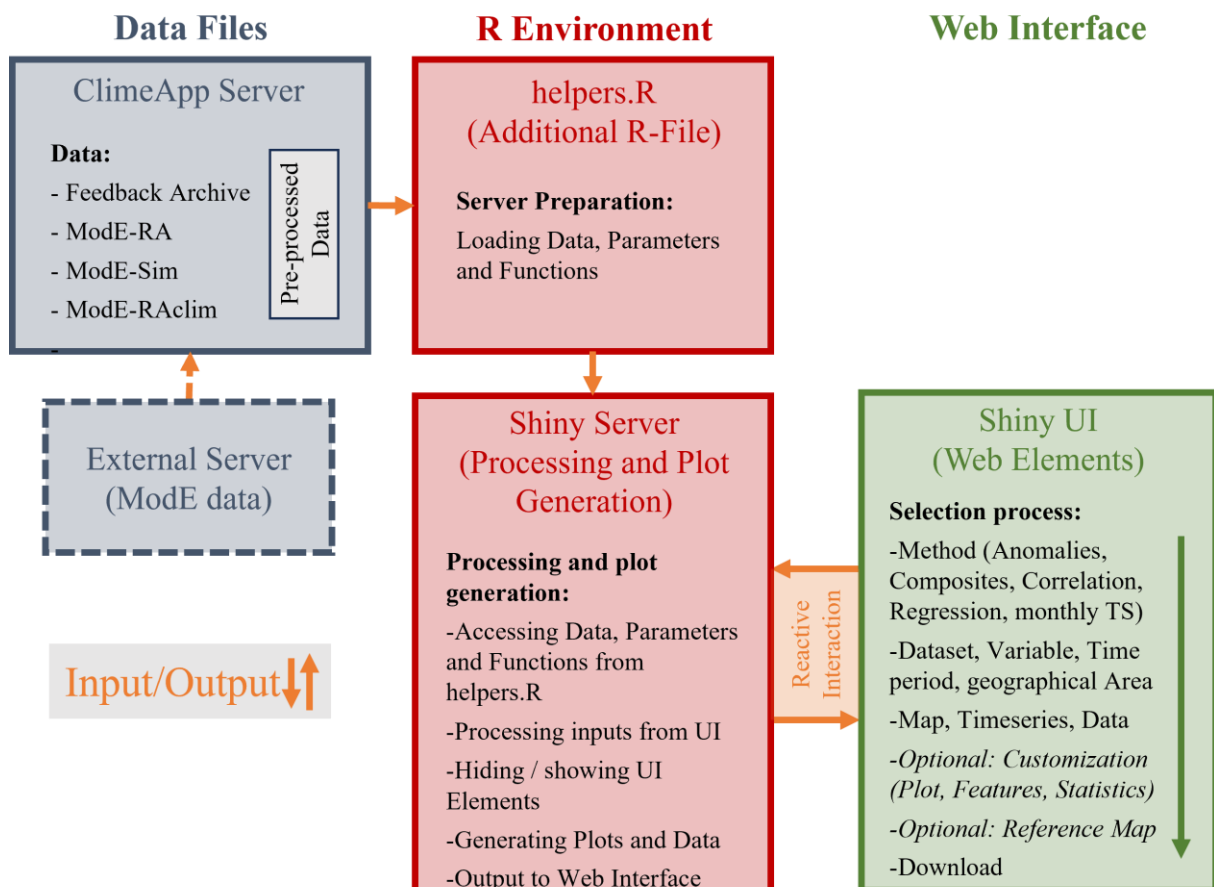 Data Files
R Environment
Web Interface
ClimeApp Server
Data:
- Feedback Archive
- ModE-RA
- ModE-Sim
- ModE-RAclim
-
Pre-processed
Data
helpers.R
(Additional R-File)
Server Preparation:
Loading Data, Parameters
and Functions
External Server
(ModE data)
Input/Output
Shiny Server
(Processing and Plot
Generation)
Processing and plot
generation:
-Accessing Data, Parameters
and Functions from
helpers.R
-Processing inputs from UI
-Hiding / showing UI
Elements
-Generating Plots and Data
-Output to Web Interface
Reactive
Interaction
Shiny UI
(Web Elements)
Selection process:
-Method (Anomalies,
Composites, Correlation,
Regression, monthly TS)
-Dataset, Variable, Time
period, geographical Area
-Map, Timeseries, Data
-Optional: Customization
(Plot, Features, Statistics)
-Optional: Reference Map
-Download